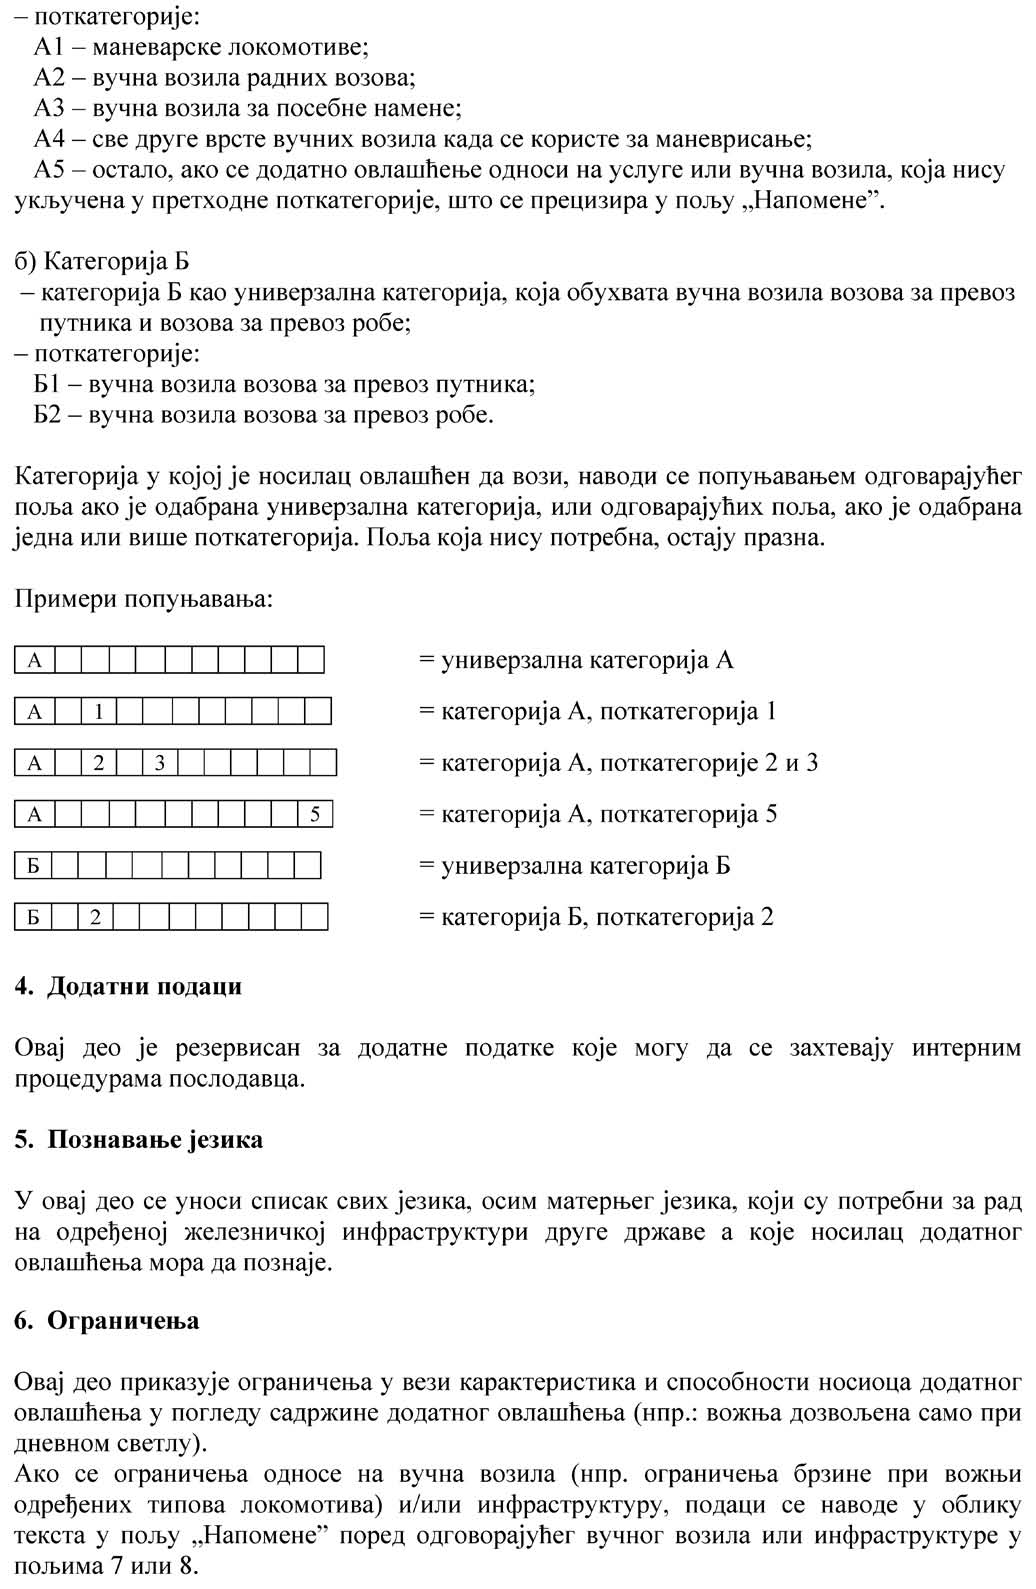 – поткатегорије:
А1 – маневарске локомотиве;
А2 – вучна возила радних возова;
А3 – вучна возила за посебне намене;
А4 – све друге врсте вучних возила када се користе за маневрисање;
А5 – остало, ако се додатно овлашћење односи на услуге или вучна возила, која нису
укључена у претходне поткатегорије, што се прецизира у пољу „Напомене”.
б) Категорија Б
– категорија Б као универзална категорија, која обухвата вучна возила возова за превоз
путника и возова за превоз робе;
– поткатегорије:
Б1 – вучна возила возова за превоз путника;
Б2 – вучна возила возова за превоз робе.
Категорија у којој је носилац овлашћен да вози, наводи се попуњавањем одговарајућег
поља ако је одабрана универзална категорија, или одговарајућих поља, ако је одабрана
једна или више поткатегорија. Поља која нису потребна, остају празна.
Примери попуњавања:
А = универзална категорија А
А 1 = категорија А, поткатегорија 1
А 2 3 = категорија А, поткатегорије 2 и 3
А 5 = категорија А, поткатегорија 5
Б = универзална категорија Б
Б 2 = категорија Б, поткатегорија 2
4. Додатни подаци
Овај део је резервисан за додатне податке које могу да се захтевају интерним
процедурама послодавца.
5. Познавање језика
У овај део се уноси списак свих језика, осим матерњег језика, који су потребни за рад
на одређеној железничкој инфраструктури друге државе а које носилац додатног
овлашћења мора да познаје.
6. Ограничења
Овај део приказује ограничења у вези карактеристика и способности носиоца додатног
овлашћења у погледу садржине додатног овлашћења (нпр.: вожња дозвољена само при
дневном светлу).
Ако се ограничења односе на вучна возила (нпр. ограничења брзине при вожњи
одређених типова локомотива) и/или инфраструктуру, подаци се наводе у облику
текста у пољу „Напомене” поред одговорајућег вучног возила или инфраструктуре у
пољима 7 или 8.